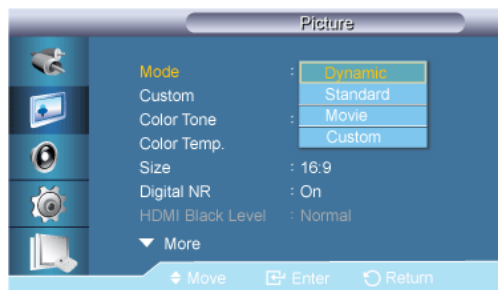 Picture
Mode : Dynamic
Custom Standard
Color Tone : Movie
Color Temp. Custom
Size : 16:9
Digital NR : On
HDMI Black Level : Normal
▼ More
Move Enter Return